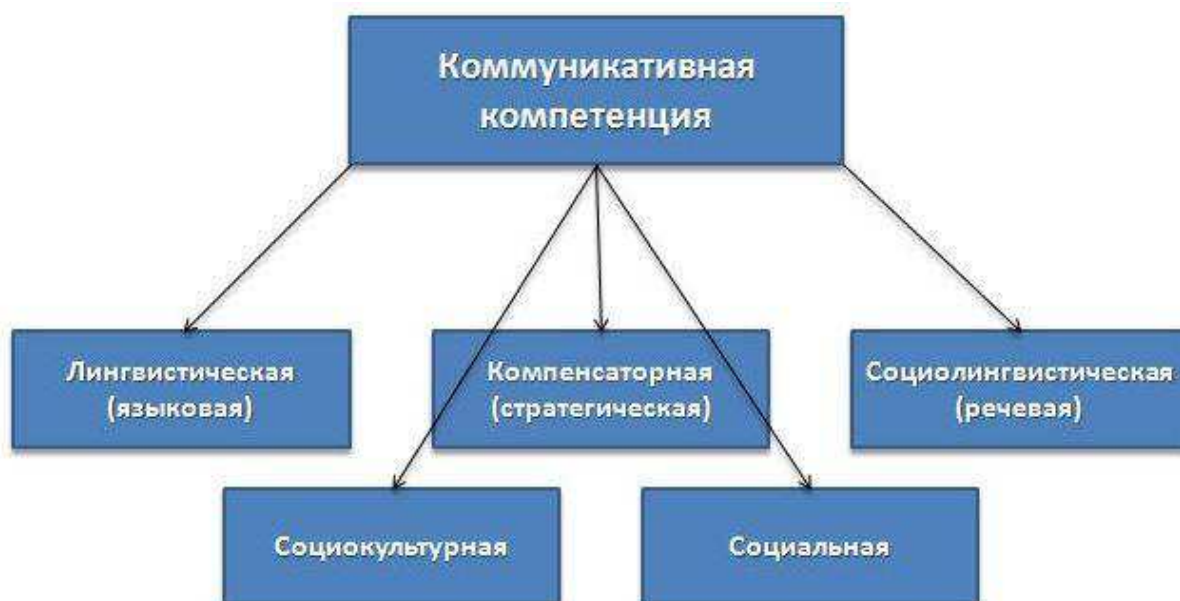 Коммуникативная
компетенция
Лингвистическая
(языковая)
Компенсаторная
(стратегическая)
Социолингвистическая
(речевая)
Социокультурная
Социальная